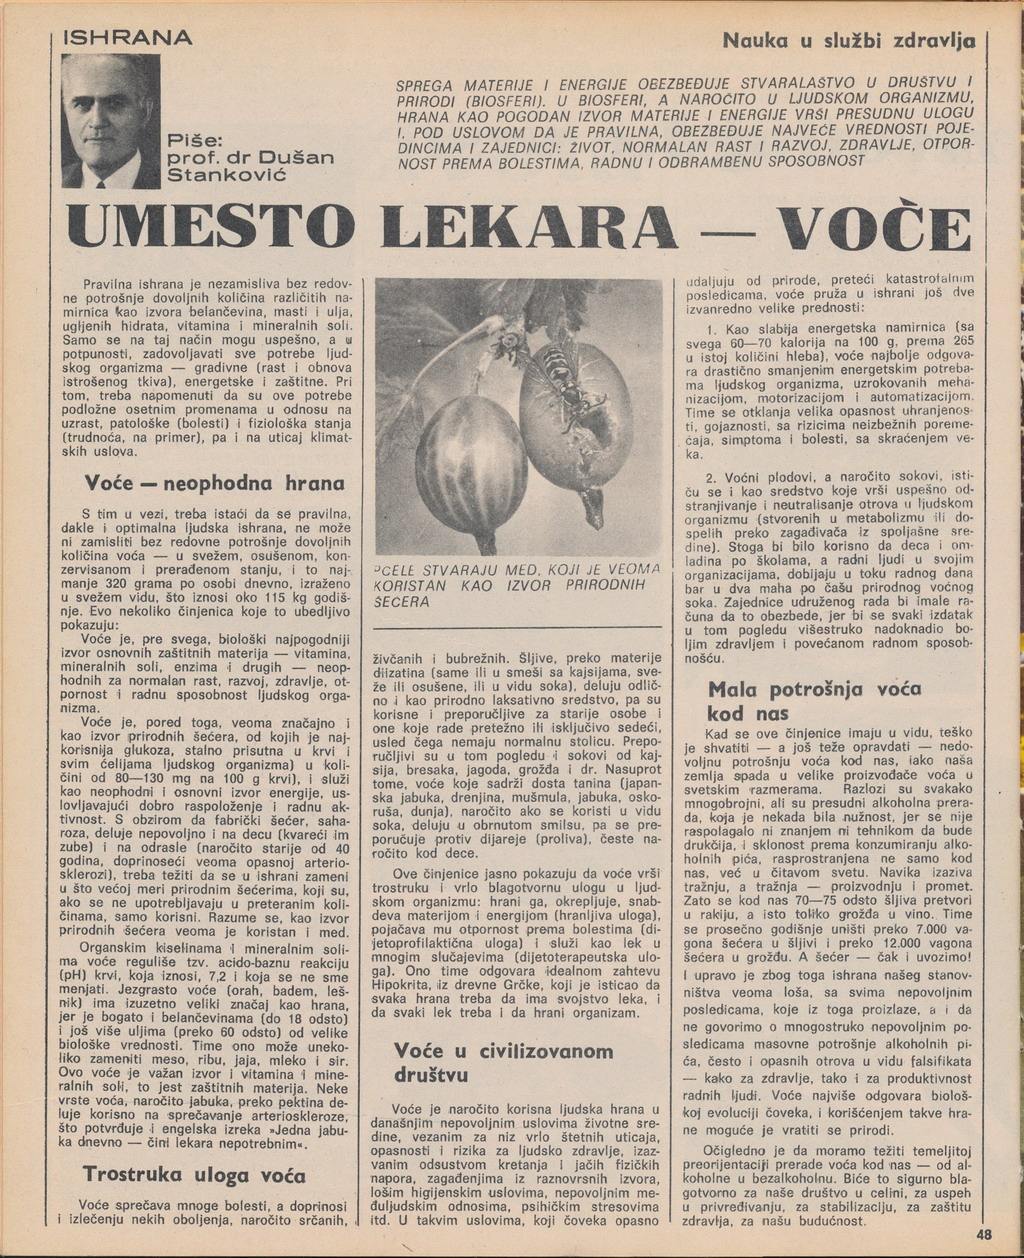 ISHRANA
Nauka u službi zdravlja
Piše:
prof. dr Dušan
Stanković
SPREGA MATERIJE I ENERGIJE OBEZBEĐUJE STVARALAŠTVO U DRUŠTVU I
PRIRODI (BIOSFERI). U BIOSFERI, A NAROČITO U LJUDSKOM ORGANIZMU,
HRANA KAO POGODAN IZVOR MATERIJE I ENERGIJE VRŠI PRESUDNU ULOGU
I, POD USLOVOM DA JE PRAVILNA, OBEZBEĐUJE NAJVEĆE VREDNOSTI POJE-
DINCIMA I ZAJEDNICI: ŽIVOT, NORMALAN RAST I RAZVOJ, ZDRAVLJE, OTPOR-
NOST PREMA BOLESTIMA, RADNU I ODBRAMBENU SPOSOBNOST
UMESTO LEKARA — VOĆE
Pravilna ishrana je nezamisliva bez redov-
ne potrošnje dovoljnih količina različitih na-
mirnica kao izvora belančevina, masti i ulja,
ugljenih hidrata, vitamina i mineralnih soli.
Samo se na taj način mogu uspešno, a u
potpunosti, zadovoljavati sve potrebe ljud-
skog organizma — gradivne (rast i obnova
istrošenog tkiva), energetske i zaštitne. Pri
tom, treba napomenuti da su ove potrebe
podložne osetnim promenama u odnosu na
uzrast, patološke (bolesti) i fiziološka stanja
(trudnoća, na primer), pa i na uticaj klimat-
skih uslova.
Voće — neophodna hrana
S tim u vezi, treba istaći da se pravilna,
dakle i optimalna ljudska ishrana, ne može
ni zamisliti bez redovne potrošnje dovoljnih
količina voća — u svežem, osušenom, kon-
zervisanom i prerađenom stanju, i to naj-
manje 320 grama po osobi dnevno, izraženo
u svežem vidu, što iznosi oko 115 kg godiš-
nje. Evo nekoliko činjenica koje to ubedljivo
pokazuju:
Voće je, pre svega, biološki najpogodniji
izvor osnovnih zaštitnih materija — vitamina,
mineralnih soli, enzima i drugih — neop-
hodnih za normalan rast, razvoj, zdravlje, ot-
pornost i radnu sposobnost ljudskog orga-
nizma.
Voće je, pored toga, veoma značajno i
kao izvor prirodnih šećera, od kojih je naj-
korisnija glukoza, stalno prisutna u krvi i
svim ćelijama ljudskog organizma) u koli-
čini od 80—130 mg na 100 g krvi), i služi
kao neophodni i osnovni izvor energije, us-
lovljavajući dobro raspoloženje i radnu ak-
tivnost. S obzirom da fabrički šećer, saha-
roza, deluje nepovoljno i na decu (kvareći im
zube) i na odrasle (naročito starije od 40
godina, doprinoseći veoma opasnoj arterio-
sklerozi), treba težiti da se u ishrani zameni
u što većoj meri prirodnim šećerima, koji su,
ako se ne upotrebljavaju u preteranim koli-
činama, samo korisni. Razume se, kao izvor
prirodnih šećera veoma je koristan i med.
Organskim kiselinama i mineralnim soli-
ma voće reguliše tzv. acido-baznu reakciju
(pH) krvi, koja iznosi, 7,2 i koja se ne sme
menjati. Jezgrasto voće (orah, badem, leš-
nik) ima izuzetno veliki značaj kao hrana,
jer je bogato i belančevinama (do 18 odsto)
i još više uljima (preko 60 odsto) od velike
biološke vrednosti. Time ono može uneko-
liko zameniti meso, ribu, jaja, mleko i sir.
Ovo voće je važan izvor i vitamina i mine-
ralnih soli, to jest zaštitnih materija. Neke
vrste voća, naročito jabuka, preko pektina de-
luje korisno na sprečavanje arterioskleroze,
što potvrđuje i engelska izreka »Jedna jabu-
ka dnevno — čini lekara nepotrebnim«.
Trostruka uloga voća
Voće sprečava mnoge bolesti, a doprinosi
i izlečenju nekih oboljenja, naročito srčanih,
PČELE STVARAJU MED, KOJI JE VEOMA
KORISTAN KAO IZVOR PRIRODNIH
ŠEĆERA
živčanih i bubrežnih. Šljive, preko materije
diizatina (same ili u smeši sa kajsijama, sve-
že ili osušene, ili u vidu soka), deluju odlič-
no i kao prirodno laksativno sredstvo, pa su
korisne i preporučljive za starije osobe i
one koje rade pretežno ili isključivo sedeći,
usled čega nemaju normalnu stolicu. Prepo-
ručljivi su u tom pogledu i sokovi od kaj-
sija, bresaka, jagoda, grožđa i dr. Nasuprot
tome, voće koje sadrži dosta tanina (japan-
ska jabuka, drenjina, mušmula, jabuka, osko-
ruša, dunja), naročito ako se koristi u vidu
soka, deluju u obrnutom smilsu, pa se pre-
poručuje protiv dijareje (proliva), česte na-
ročito kod dece.
Ove činjenice jasno pokazuju da voće vrši
trostruku i vrlo blagotvornu ulogu u ljud-
skom organizmu: hrani ga, okrepljuje, snab-
deva materijom i energijom (hranljiva uloga),
pojačava mu otpornost prema bolestima (di-
jetoprofilaktična uloga) i služi kao lek u
mnogim slučajevima (dijetoterapeutska ulo-
ga). Ono time odgovara idealnom zahtevu
Hipokrita, iz drevne Grčke, koji je isticao da
svaka hrana treba da ima svojstvo leka, i
da svaki lek treba i da hrani organizam.
Voće u civilizovanom
društvu
Voće je naročito korisna ljudska hrana u
današnjim nepovoljnim uslovima životne sre-
dine, vezanim za niz vrlo štetnih uticaja,
opasnosti i rizika za ljudsko zdravlje, izaz-
vanim odsustvom kretanja i jačih fizičkih
napora, zagađenjima iz raznovrsnih izvora,
lošim higijenskim uslovima, nepovoljnim me-
đuljudskim odnosima, psihičkim stresovima
itd. U takvim uslovima, koji čoveka opasno
udaljuju od prirode, preteći katastrofalnim
posledicama, voće pruža u ishrani još dve
izvanredno velike prednosti:
1. Kao slabija energetska namirnica (sa
svega 60—70 kalorija na 100 g, prema 265
u istoj količini hleba), voće najbolje odgova-
ra drastično smanjenim energetskim potreba-
ma ljudskog organizma, uzrokovanih meha-
nizacijom, motorizacijom i automatizacijom.
Time se otklanja velika opasnost uhranjenos-
ti, gojaznosti, sa rizicima neizbežnih poreme-
ćaja, simptoma i bolesti, sa skraćenjem ve-
ka.
2. Voćni plodovi, a naročito sokovi, isti-
ču se i kao sredstvo koje vrši uspešno od-
stranjivanje i neutralisanje otrova u ljudskom
organizmu (stvorenih u metabolizmu ili do-
spelih preko zagađivača iz spoljašne sre-
dine). Stoga bi bilo korisno da deca i om-
ladina po školama, a radni ljudi u svojim
organizacijama, dobijaju u toku radnog dana
bar u dva maha po čašu prirodnog voćnog
soka. Zajednice udruženog rada bi imale ra-
čuna da to obezbede, jer bi se svaki izdatak
u tom pogledu višestruko nadoknadio bo-
ljim zdravljem i povećanom radnom sposob-
nošću.
Mala potrošnja voća
kod nas
Kad se ove činjenice imaju u vidu, teško
je shvatiti — a još teže opravdati — nedo-
voljnu potrošnju voća kod nas, iako naša
zemlja spada u velike proizvođače voća u
svetskim razmerama. Razlozi su svakako
mnogobrojni, ali su presudni alkoholna prera-
da, koja je nekada bila nužnost, jer se nije
raspolagalo ni znanjem ni tehnikom da bude
drukčija, i sklonost prema konzumiranju alko-
holnih pića, rasprostranjena ne samo kod
nas, već u čitavom svetu. Navika izaziva
tražnju, a tražnja — proizvodnju i promet.
Zato se kod nas 70—75 odsto šljiva pretvori
u rakiju, a isto toliko grožđa u vino. Time
se prosečno godišnje uništi preko 7.000 va-
gona šećera u šljivi i preko 12.000 vagona
šećera u grožđu. A šećer — čak i uvozimo!
I upravo je zbog toga ishrana našeg stanov-
ništva veoma loša, sa svima nepovoljnim
posledicama, koje iz toga proizlaze, a i da
ne govorimo o mnogostruko nepovoljnim po-
sledicama masovne potrošnje alkoholnih pi-
ća, često i opasnih otrova u vidu falsifikata
— kako za zdravlje, tako i za produktivnost
radnih ljudi. Voće najviše odgovara biološ-
koj evoluciji čoveka, i korišćenjem takve hra-
ne moguće je vratiti se prirodi.
Očigledno je da moramo težiti temeljitoj
preorijentaciji prerade voća kod nas — od al-
koholne u bezalkoholnu. Biće to sigurno bla-
gotvorno za naše društvo u celini, za uspeh
u privređivanju, za stabilizaciju, za zaštitu
zdravlja, za našu budućnost.
48